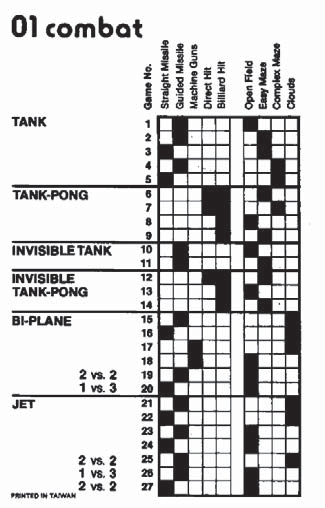 01 combat
Game No.
Straight Missile
Guided Missile
Machine Guns
Direct Hit
Billiard Hit
Open Field
Easy Maze
Complex Maze
Clouds
TANK
1
2
3
4
5
TANK-PONG
6
7
8
9
INVISIBLE TANK
10
11
INVISIBLE
TANK-PONG
12
13
14
BI-PLANE
15
16
17
18
2 vs. 2
19
1 vs. 3
20
JET
21
22
23
24
2 vs. 2
25
1 vs. 3
26
2 vs. 2
27
PRINTED IN TAIWAN